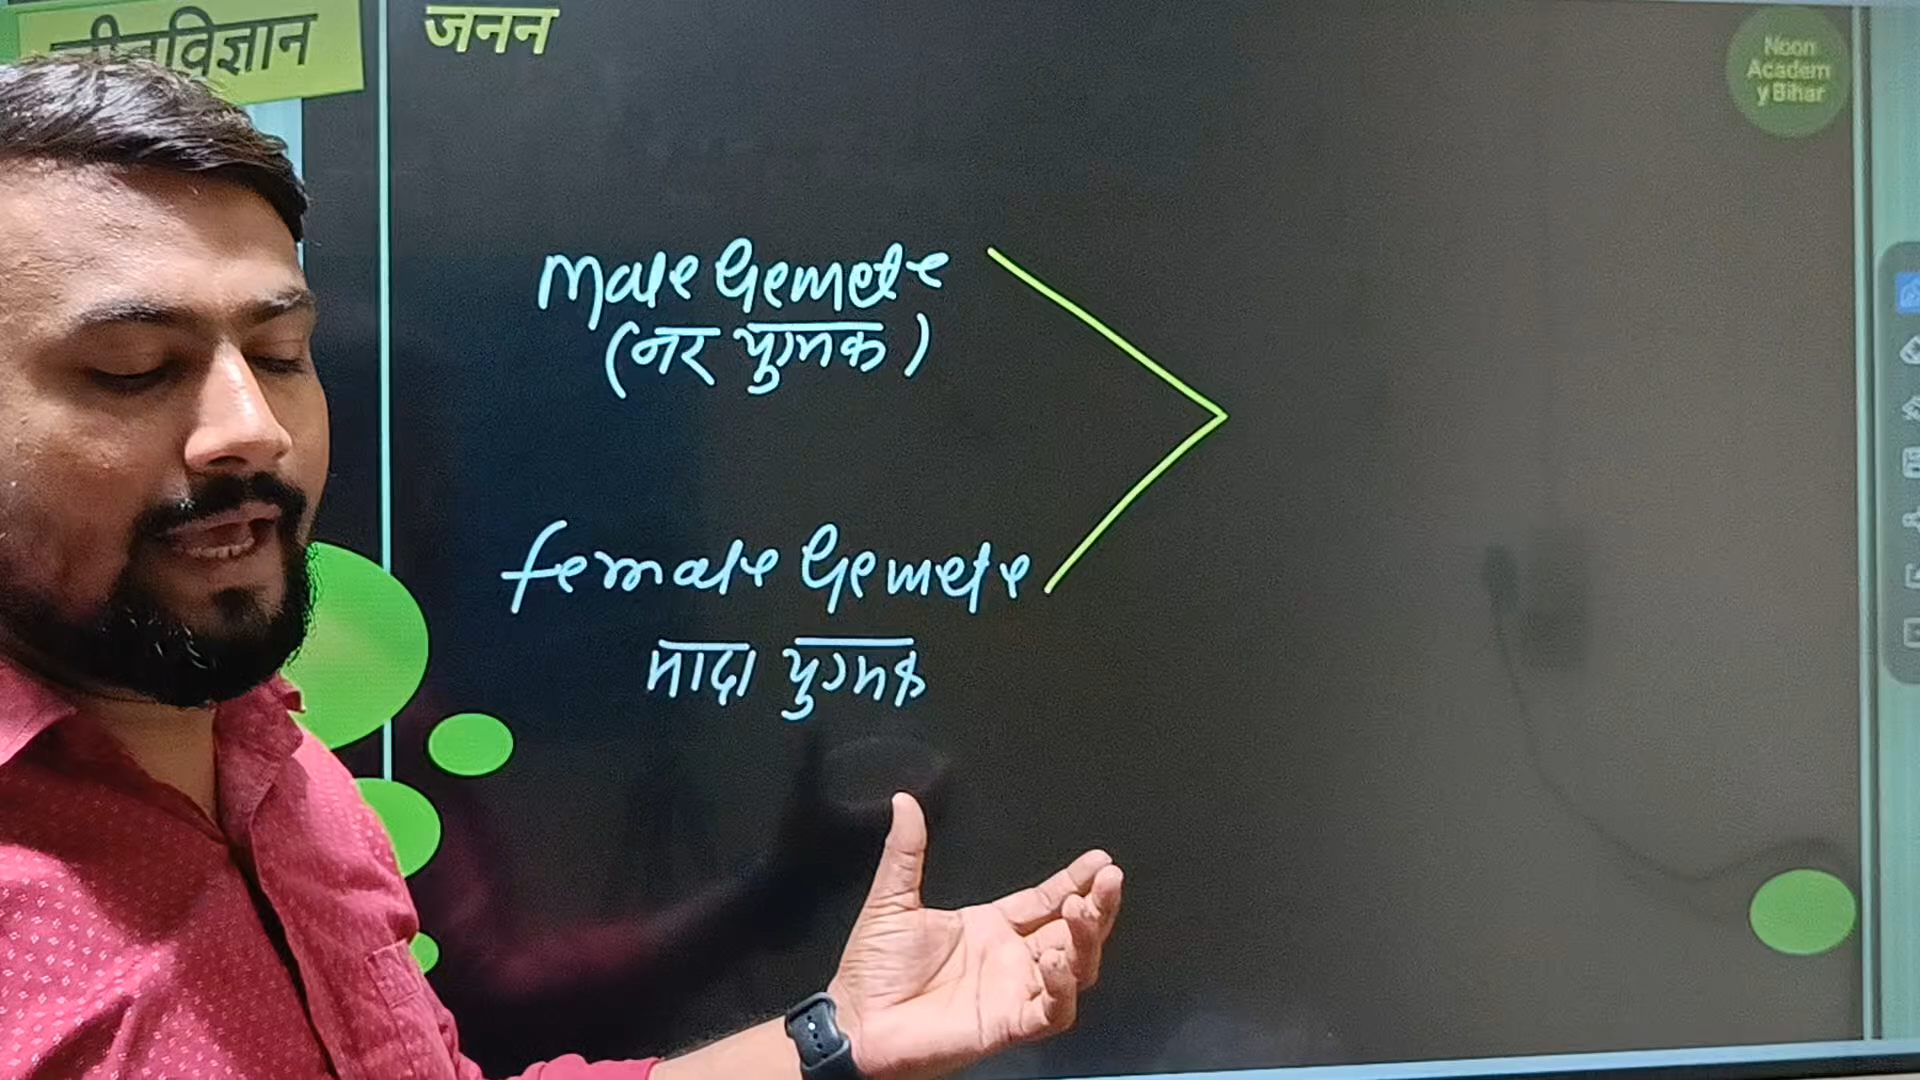 जीवविज्ञान
जनन
Noon
Academ
y Bihar
Male Gemete
(नर युग्मक)
female Gemete
मादा युग्मक